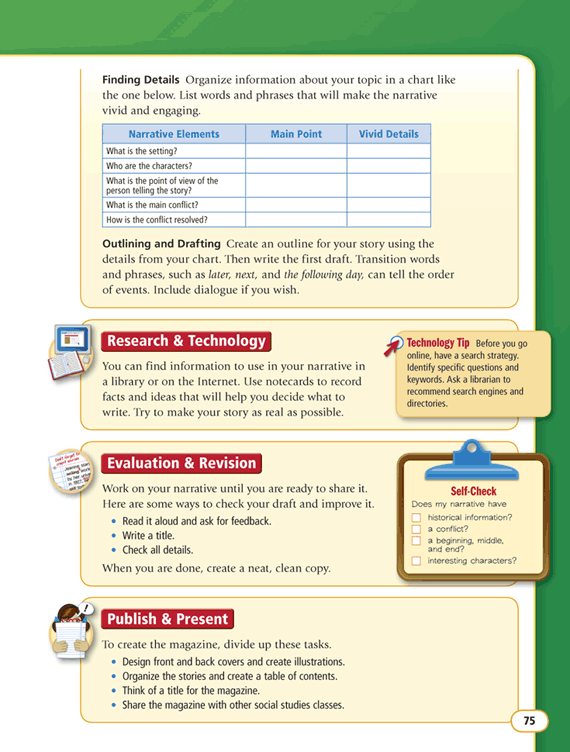 Finding Details Organize information about your topic in a chart like
the one below. List words and phrases that will make the narrative
vivid and engaging.
Narrative Elements Main Point Vivid Details
What is the setting?
Who are the characters?
What is the point of view of the
person telling the story?
What is the main conflict?
How is the conflict resolved?
Outlining and Drafting Create an outline for your story using the
details from your chart. Then write the first draft. Transition words
and phrases, such as later, next, and the following day, can tell the order
of events. Include dialogue if you wish.
Research & Technology
You can find information to use in your narrative in
a library or on the Internet. Use notecards to record
facts and ideas that will help you decide what to
write. Try to make your story as real as possible.
Technology Tip Before you go
online, have a search strategy.
Identify specific questions and
keywords. Ask a librarian to
recommend search engines and
directories.
Evaluation & Revision
Work on your narrative until you are ready to share it.
Here are some ways to check your draft and improve it.
• Read it aloud and ask for feedback.
• Write a title.
• Check all details.
When you are done, create a neat, clean copy.
Self-Check
Does my narrative have
historical information?
a conflict?
a beginning, middle,
and end?
interesting characters?
!
Publish & Present
To create the magazine, divide up these tasks.
• Design front and back covers and create illustrations.
• Organize the stories and create a table of contents.
• Think of a title for the magazine.
• Share the magazine with other social studies classes.
75